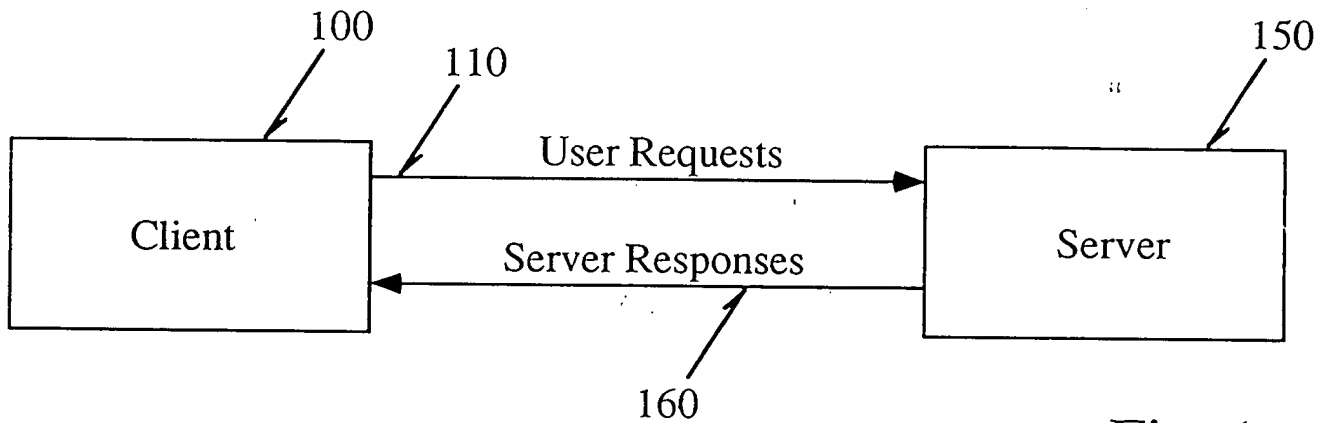 100
110
150
User Requests
Client
Server
Server Responses
160